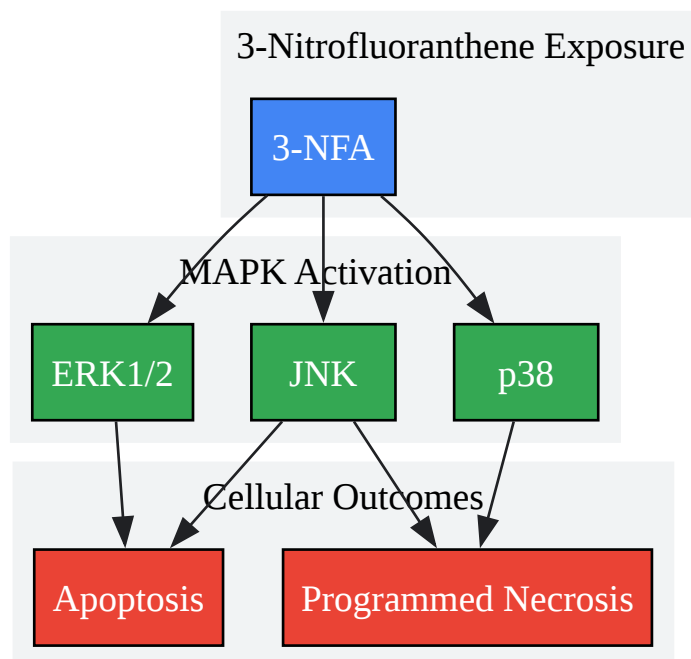 3-Nitrofluoranthene Exposure
3-NFA
MAPK Activation
ERK1/2
JNK
p38
Cellular Outcomes
Apoptosis
Programmed Necrosis